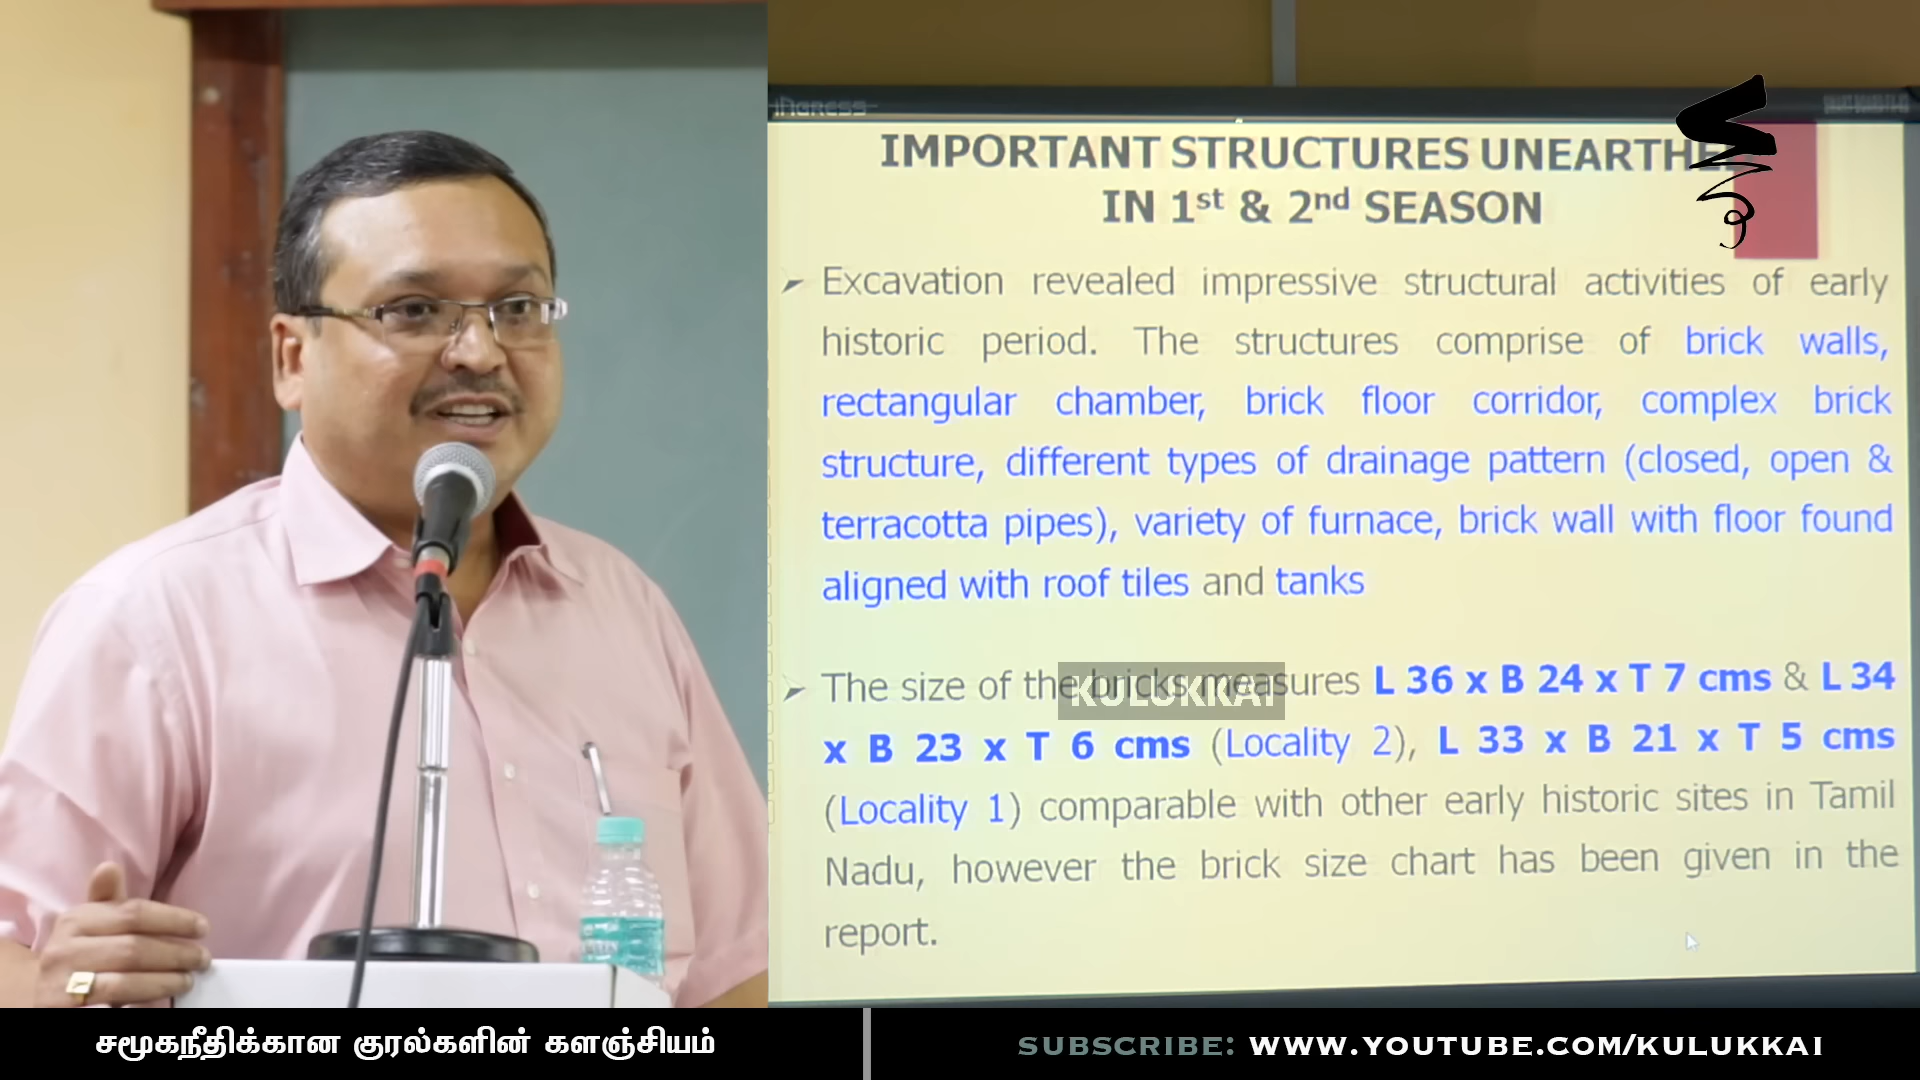 INGRESS
IMPORTANT STRUCTURES UNEARTHE
IN 1st & 2nd SEASON
➤ Excavation revealed impressive structural activities of early
historic period. The structures comprise of brick walls,
rectangular chamber, brick floor corridor, complex brick
structure, different types of drainage pattern (closed, open &
terracotta pipes), variety of furnace, brick wall with floor found
aligned with roof tiles and tanks
➤ The size of the bricks measures L 36 x B 24 x T 7 cms & L 34
x B 23 x T 6 cms (Locality 2), L 33 x B 21 x T 5 cms
(Locality 1) comparable with other early historic sites in Tamil
Nadu, however the brick size chart has been given in the
report.
KULUKKAI
சமூகநீதிக்கான குரல்களின் களஞ்சியம்
SUBSCRIBE: WWW.YOUTUBE.COM/KULUKKAI